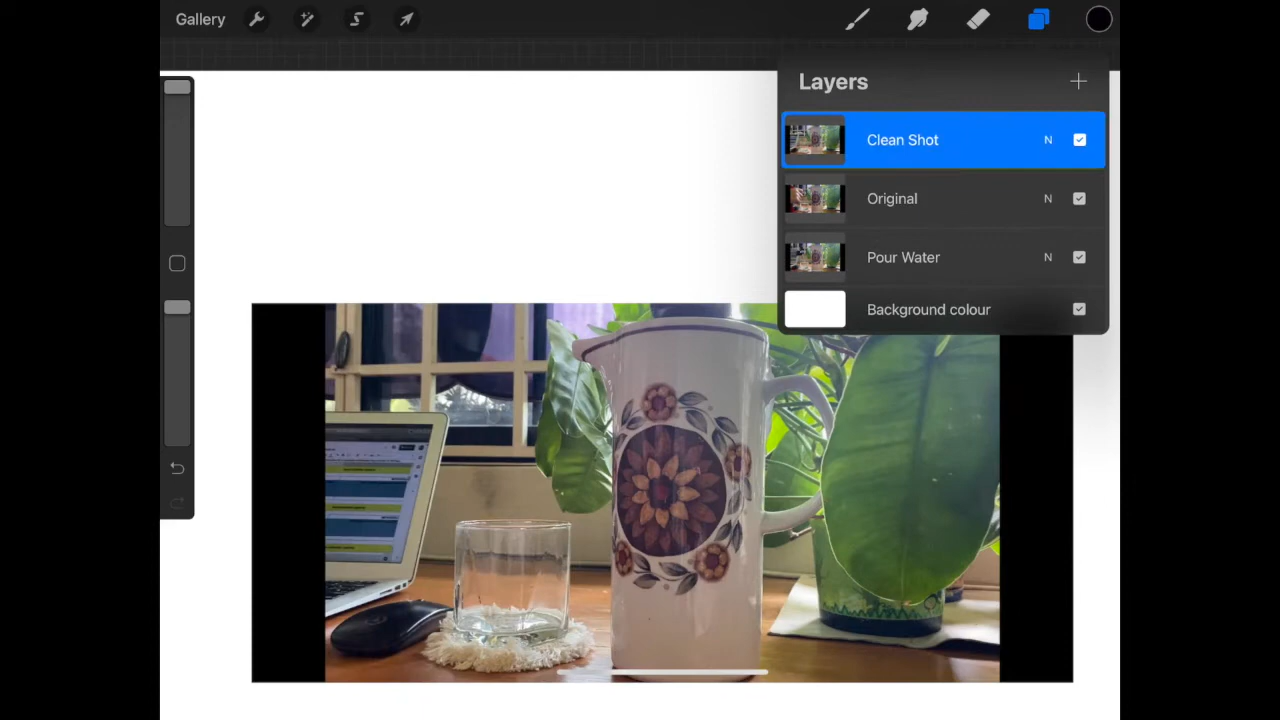 Gallery
Layers
Clean Shot N
Original N
Pour Water N
Background colour